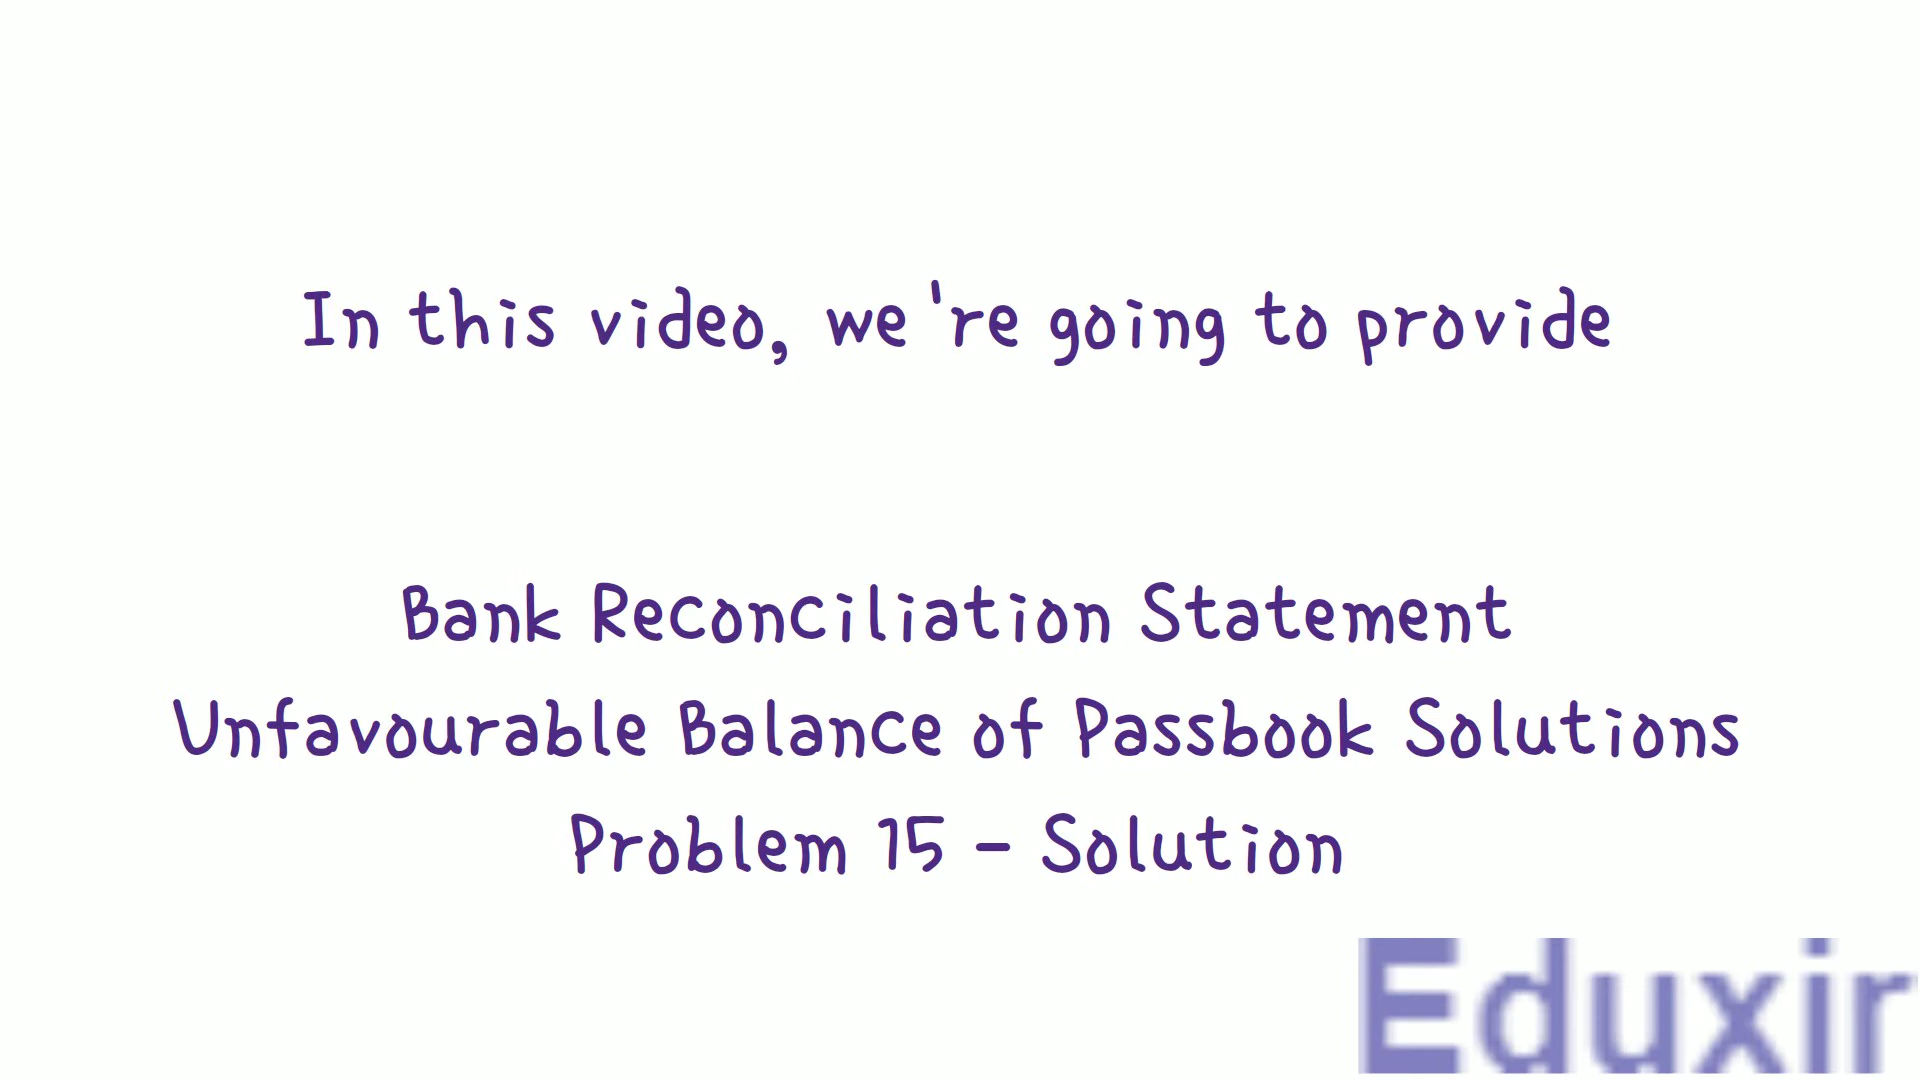 In this video, we're going to provide
Bank Reconciliation Statement
Unfavourable Balance of Passbook Solutions
Problem 15 - Solution
Eduxir